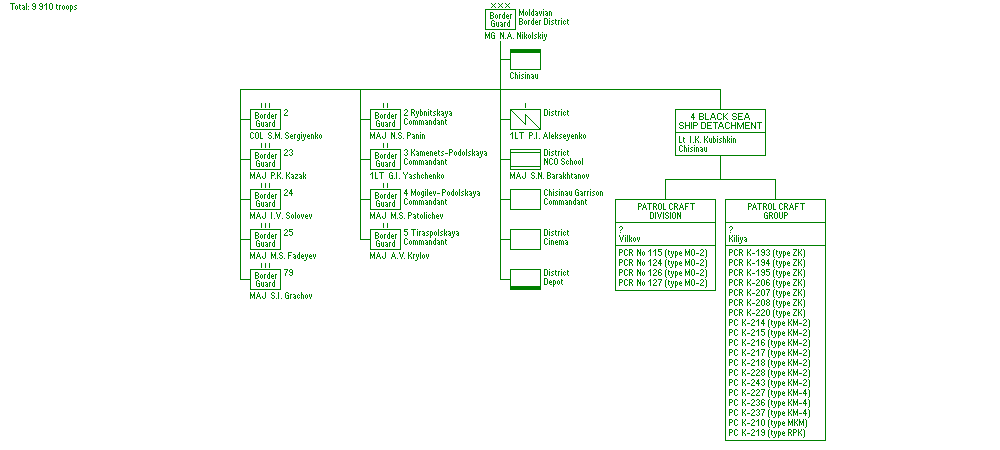 Total: 9 910 troops
XXX
Border
Guard
Moldavian
Border District
MG N.A. Nikolskiy
Chisinau
III
Border
Guard
2
COL S.M. Sergiyenko
III
Border
Guard
23
MAJ P.K. Kazak
III
Border
Guard
24
MAJ I.V. Solovev
III
Border
Guard
25
MAJ M.S. Fadeyev
III
Border
Guard
79
MAJ S.I. Grachov
II
Border
Guard
2 Rybnitskaya
Commandant
MAJ N.S. Panin
II
Border
Guard
3 Kamenets-Podolskaya
Commandant
1LT G.I. Yashchenko
II
Border
Guard
4 Mogilev-Podolskaya
Commandant
MAJ M.S. Patolichev
II
Border
Guard
5 Tiraspolskaya
Commandant
MAJ A.V. Krylov
I
District
1LT P.I. Alekseyenko
District
NCO School
MAJ S.N. Barakhtanov
Chisinau Garrison
Commandant
District
Cinema
District
Depot
4 BLACK SEA
SHIP DETACHMENT
Lt I.K. Kubishkin
Chisinau
PATROL CRAFT
DIVISION
?
Vilkov
PCR No 115 (type MO-2)
PCR No 124 (type MO-2)
PCR No 126 (type MO-2)
PCR No 127 (type MO-2)
PATROL CRAFT
GROUP
?
Kiliya
PCR K-193 (type ZK)
PCR K-194 (type ZK)
PCR K-195 (type ZK)
PCR K-206 (type ZK)
PCR K-207 (type ZK)
PCR K-208 (type ZK)
PCR K-220 (type ZK)
PC K-214 (type KM-2)
PC K-215 (type KM-2)
PC K-216 (type KM-2)
PC K-217 (type KM-2)
PC K-218 (type KM-2)
PC K-228 (type KM-2)
PC K-243 (type KM-2)
PC K-227 (type KM-4)
PC K-236 (type KM-4)
PC K-237 (type KM-4)
PC K-210 (type MKM)
PC K-219 (type RPK)